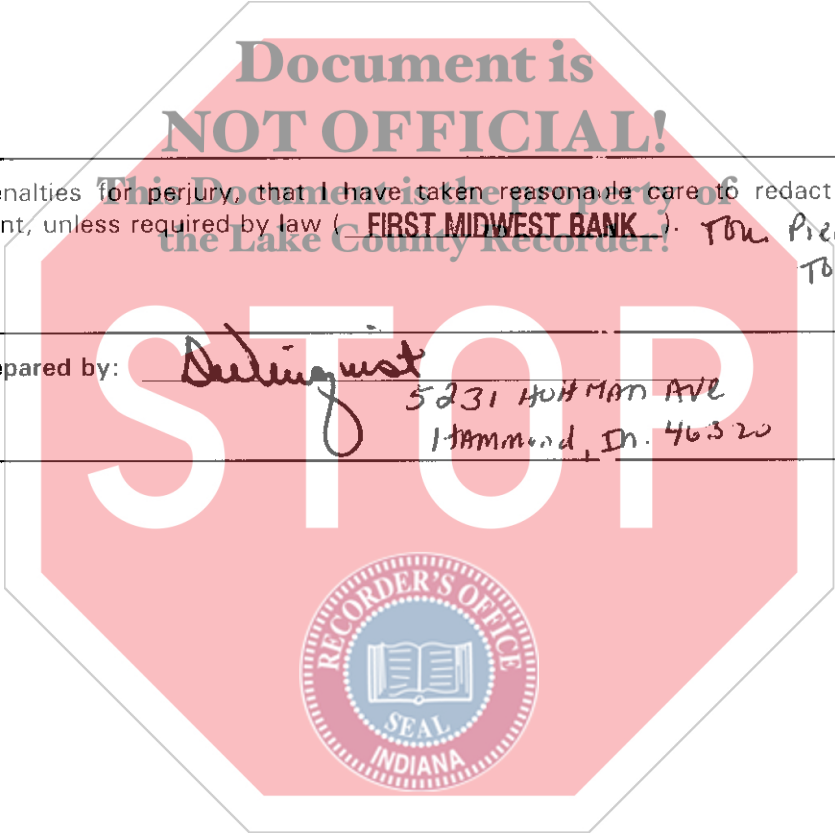 Document is
NOT OFFICIAL!
This Document is the property of
the Lake County Recorder!
enalties for perjury, that I have taken reasonable care to redact
nt, unless required by law ( FIRST MIDWEST BANK ). Tom
To
epared by:
5231 HOHMAN AVE
HAMMond, In. 46320
STOP
RECORDER'S OFFICE
SEAL
INDIANA